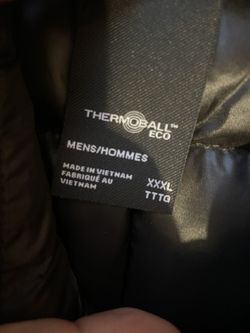 THERMOBALL™
ECO
MENS/HOMMES
MADE IN VIETNAM
FABRIQUÉ AU
VIETNAM
XXXL
TTTG